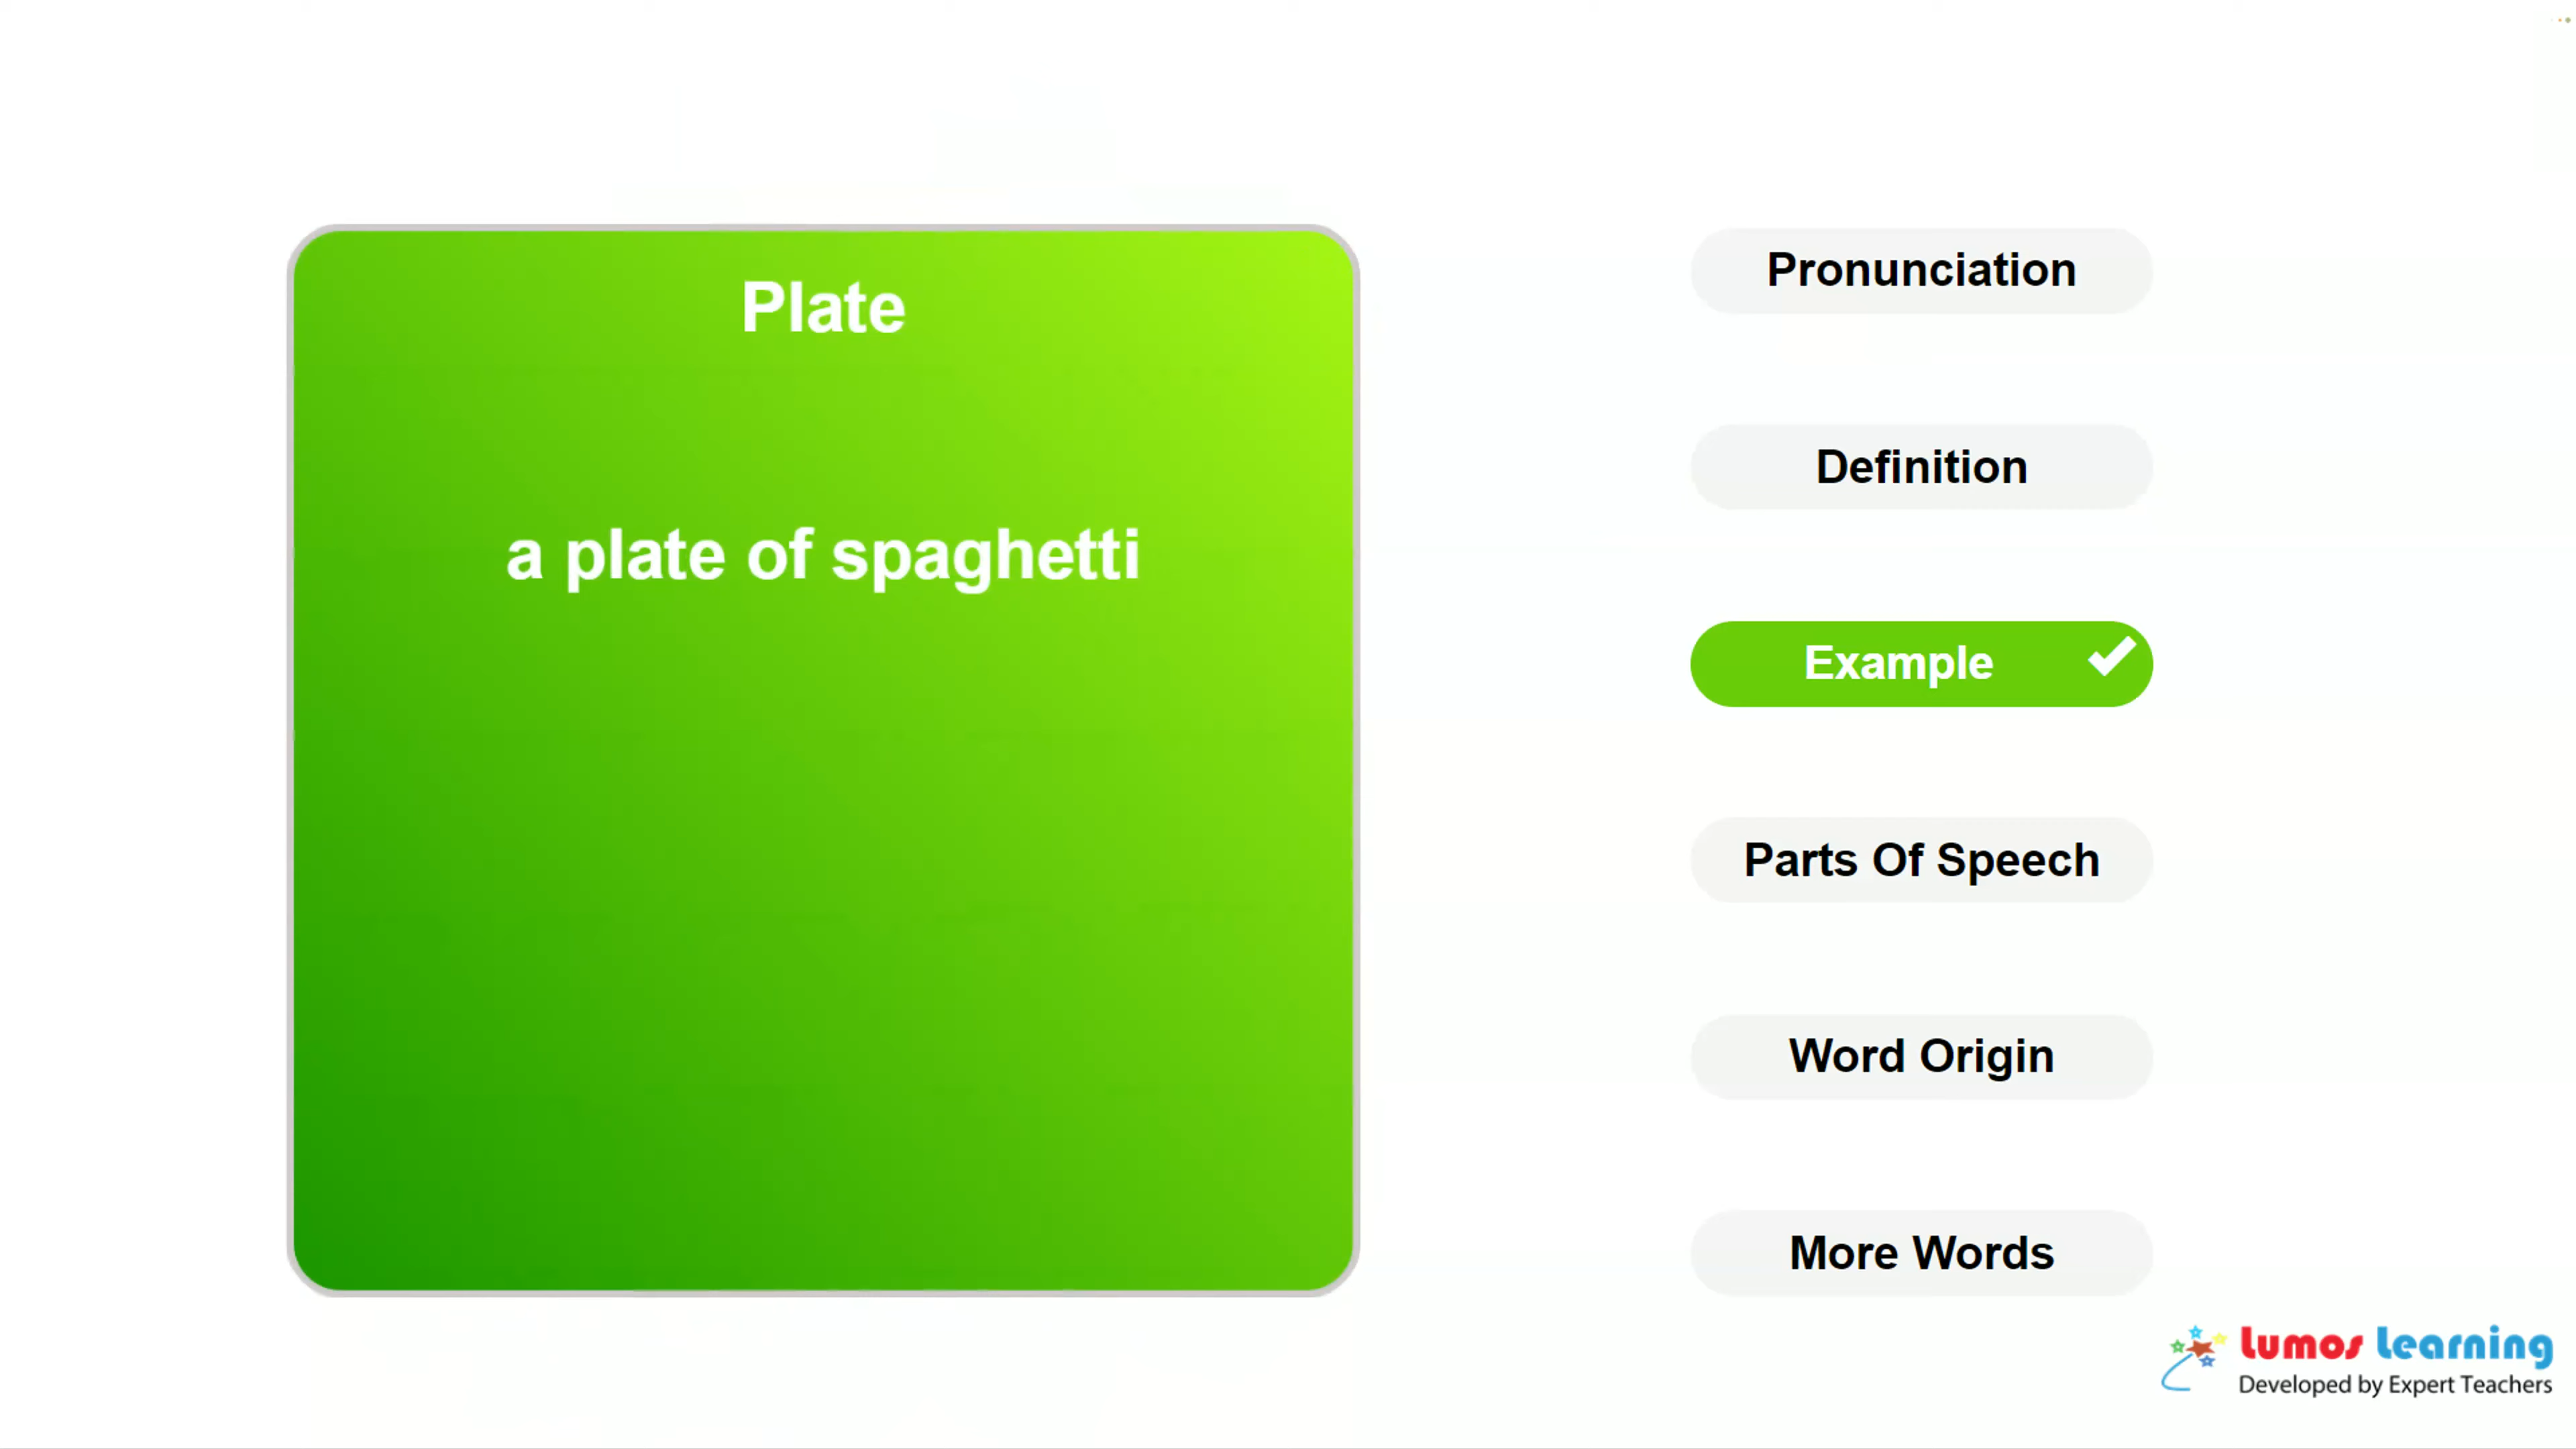 Plate
a plate of spaghetti
Pronunciation
Definition
Example
Parts Of Speech
Word Origin
More Words
Lumos Learning
Developed by Expert Teachers